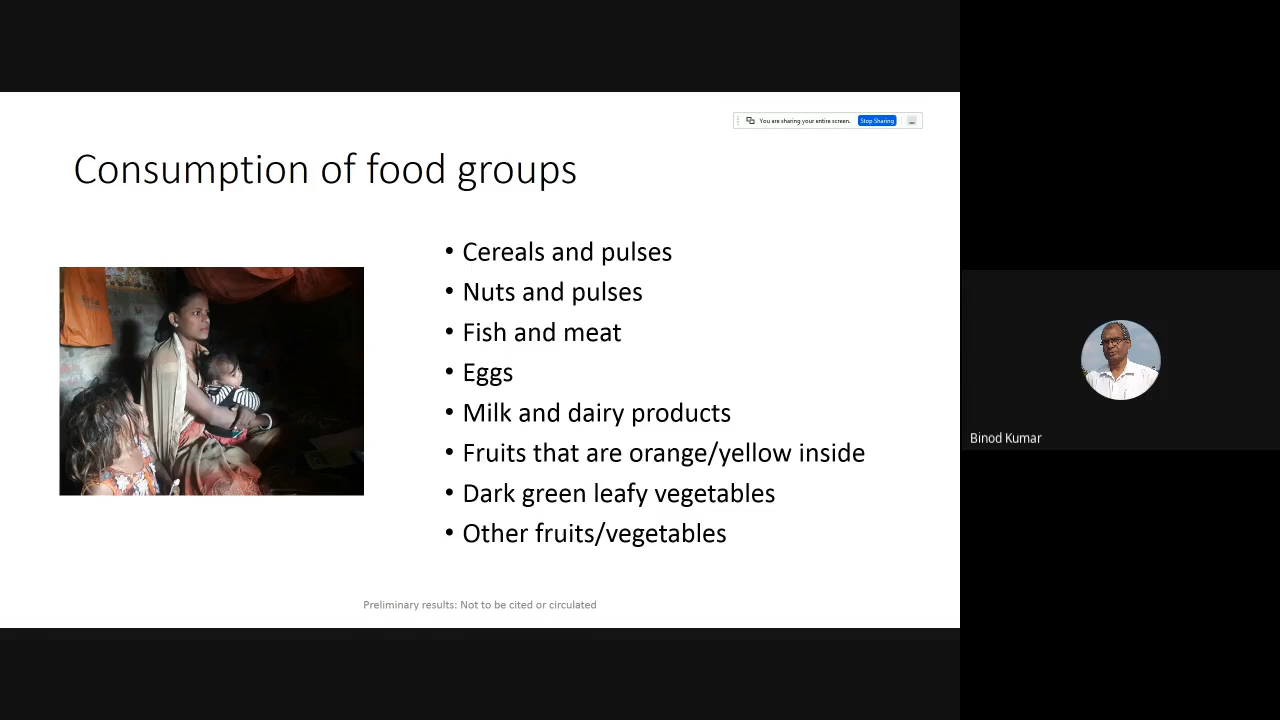 You are sharing your entire screen. Stop Sharing
Consumption of food groups
• Cereals and pulses
• Nuts and pulses
• Fish and meat
• Eggs
• Milk and dairy products
• Fruits that are orange/yellow inside
• Dark green leafy vegetables
• Other fruits/vegetables
Binod Kumar
Preliminary results: Not to be cited or circulated